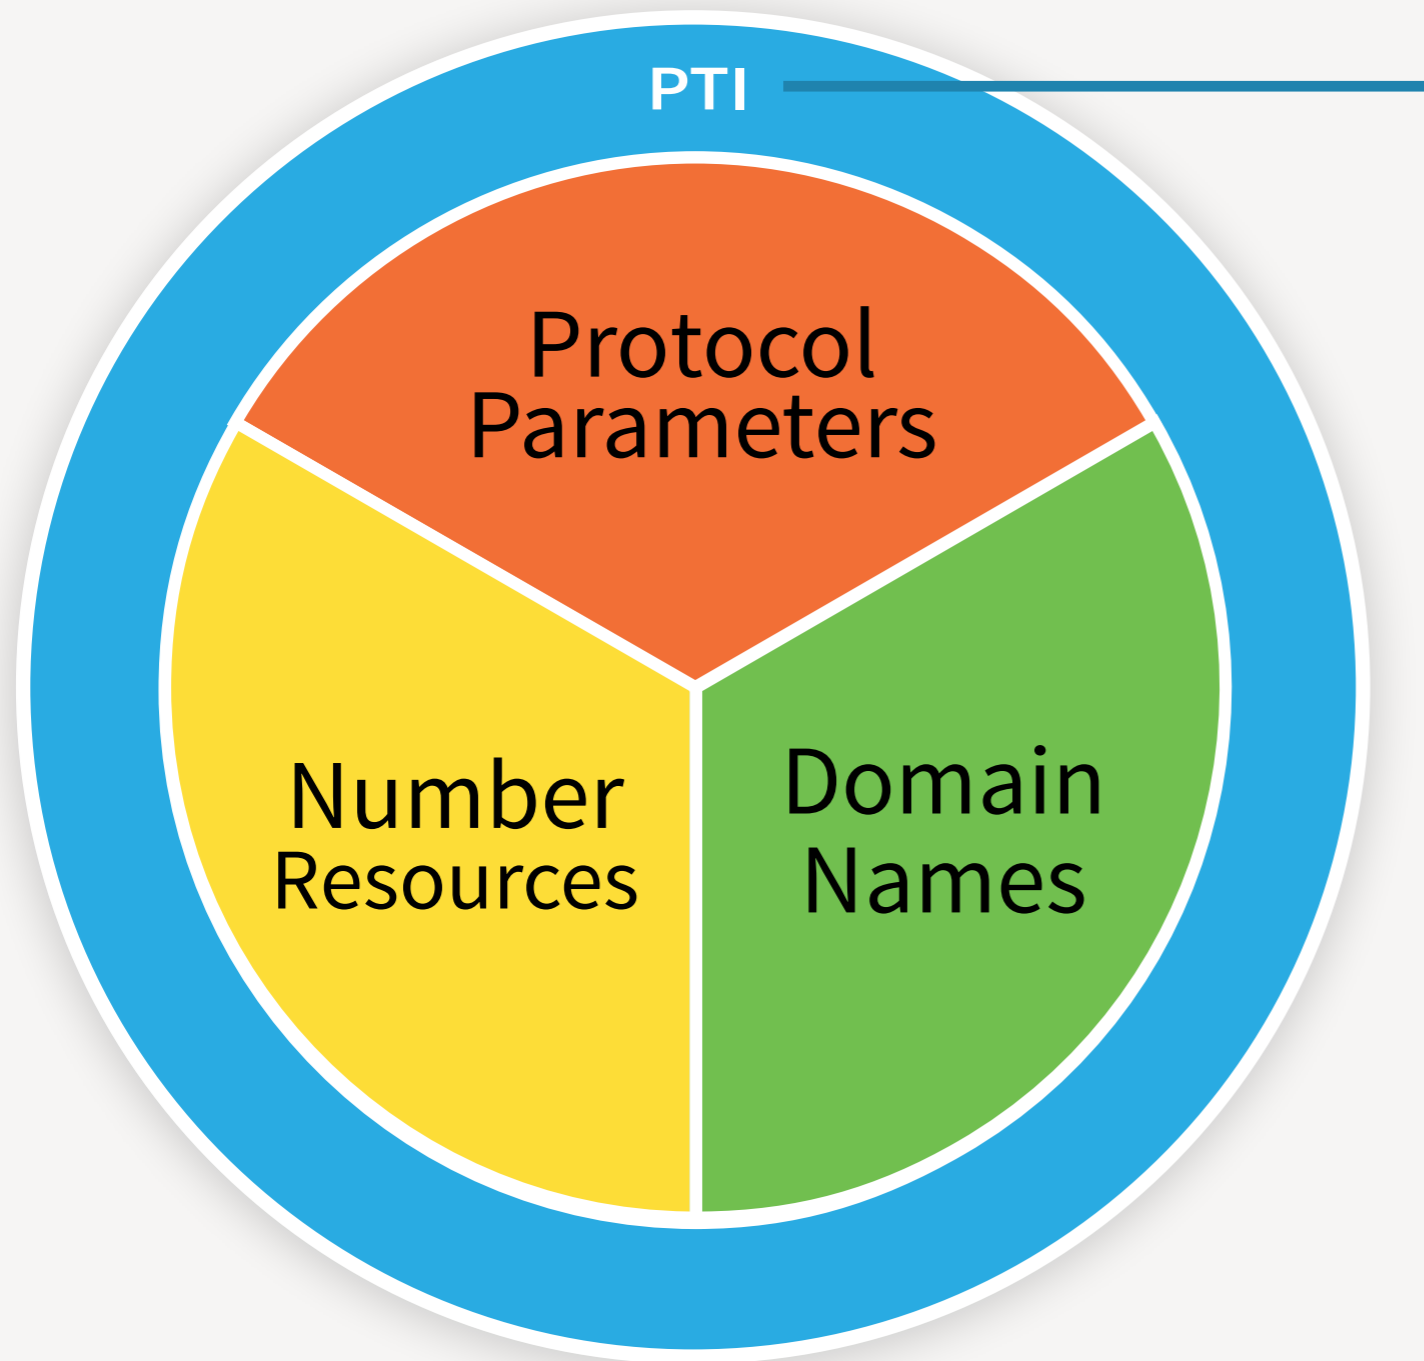 PTI
Protocol
Parameters
Number
Resources
Domain
Names